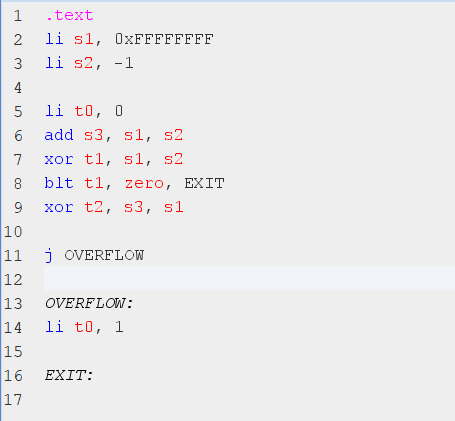 1 .text
2 li s1, 0xFFFFFFFF
3 li s2, -1
4
5 li t0, 0
6 add s3, s1, s2
7 xor t1, s1, s2
8 blt t1, zero, EXIT
9 xor t2, s3, s1
10
11 j OVERFLOW
12
13 OVERFLOW:
14 li t0, 1
15
16 EXIT:
17